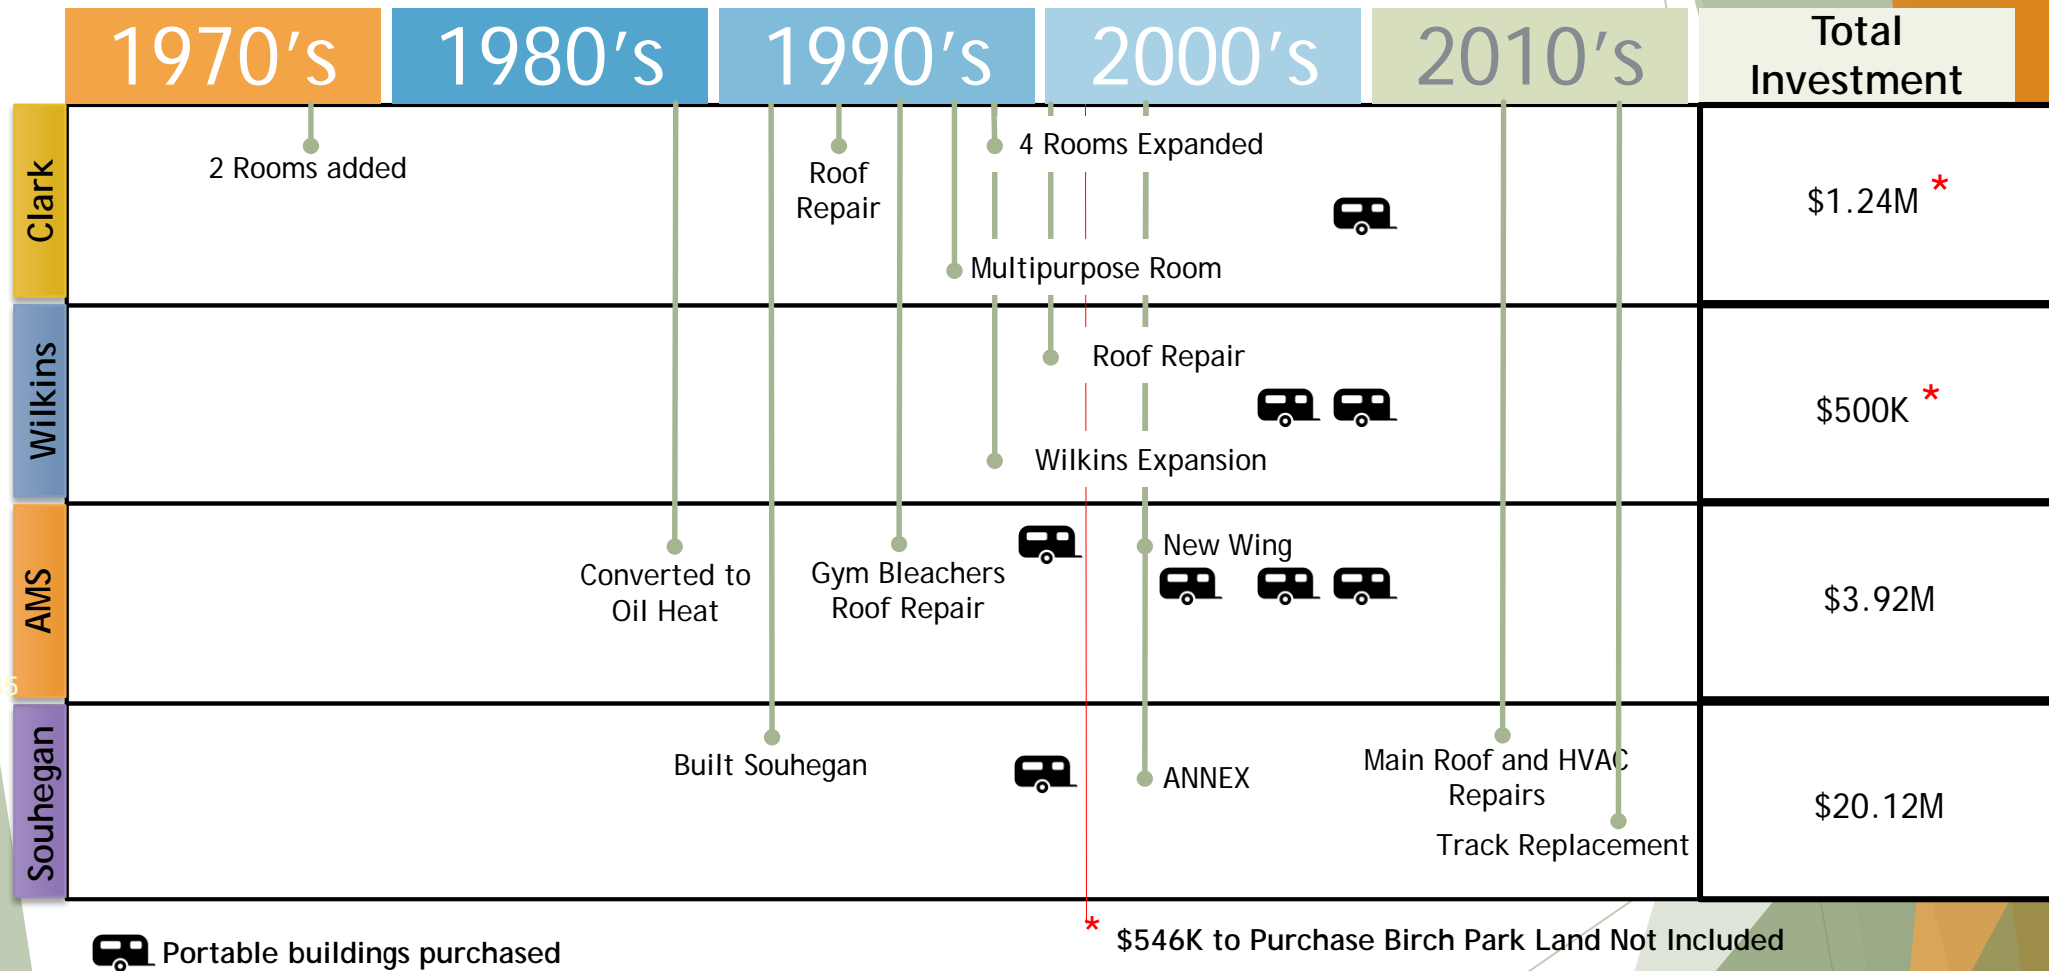 1970's 1980's 1990's 2000's 2010's Total
Investment
Clark
2 Rooms added
Roof
Repair
4 Rooms Expanded
Multipurpose Room
$1.24M *
Wilkins
Roof Repair
Wilkins Expansion
$500K *
AMS
Converted to
Oil Heat
Gym Bleachers
Roof Repair
New Wing
$3.92M
Souhegan
Built Souhegan
ANNEX
Main Roof and HVAC
Repairs
Track Replacement
$20.12M
Portable buildings purchased
* $546K to Purchase Birch Park Land Not Included